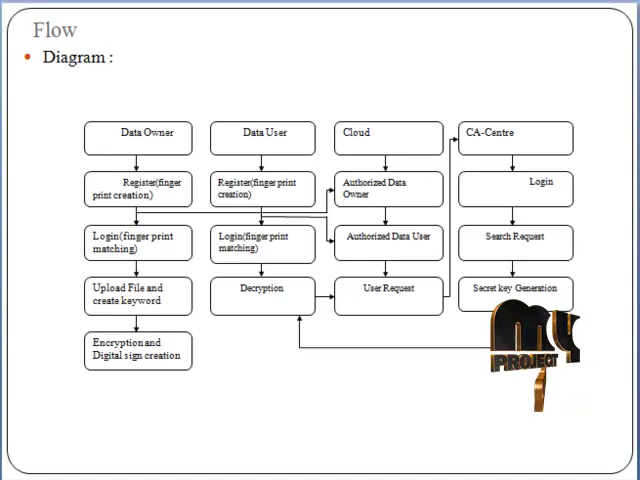 Flow
Diagram :
Data Owner
Register(finger
print creation)
Login(finger print
matching)
Upload File and
create keyword
Encryption and
Digital sign creation
Data User
Register(finger print
creation)
Login(finger print
matching)
Decryption
Cloud
Authorized Data
Owner
Authorized Data User
User Request
CA-Centre
Login
Search Request
Secret key Generation
my
PROJECT